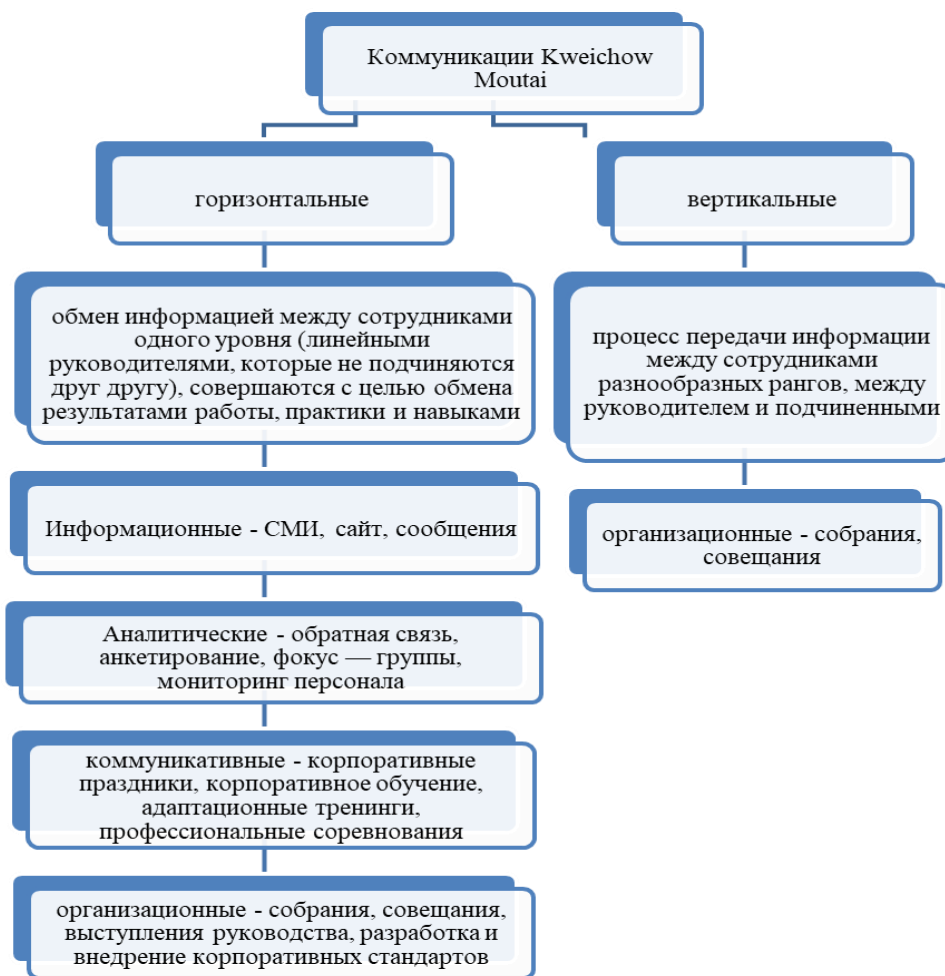 Коммуникации Kweichow
Moutai
горизонтальные
вертикальные
обмен информацией между сотрудниками
одного уровня (линейными
руководителями, которые не подчиняются
друг другу), совершаются с целью обмена
результатами работы, практики и навыками
процесс передачи информации
между сотрудниками
разнообразных рангов, между
руководителем и подчиненными
Информационные - СМИ, сайт, сообщения
организационные - собрания,
совещания
Аналитические - обратная связь,
анкетирование, фокус — группы,
мониторинг персонала
коммуникативные - корпоративные
праздники, корпоративное обучение,
адаптационные тренинги,
профессиональные соревнования
организационные - собрания, совещания,
выступления руководства, разработка и
внедрение корпоративных стандартов